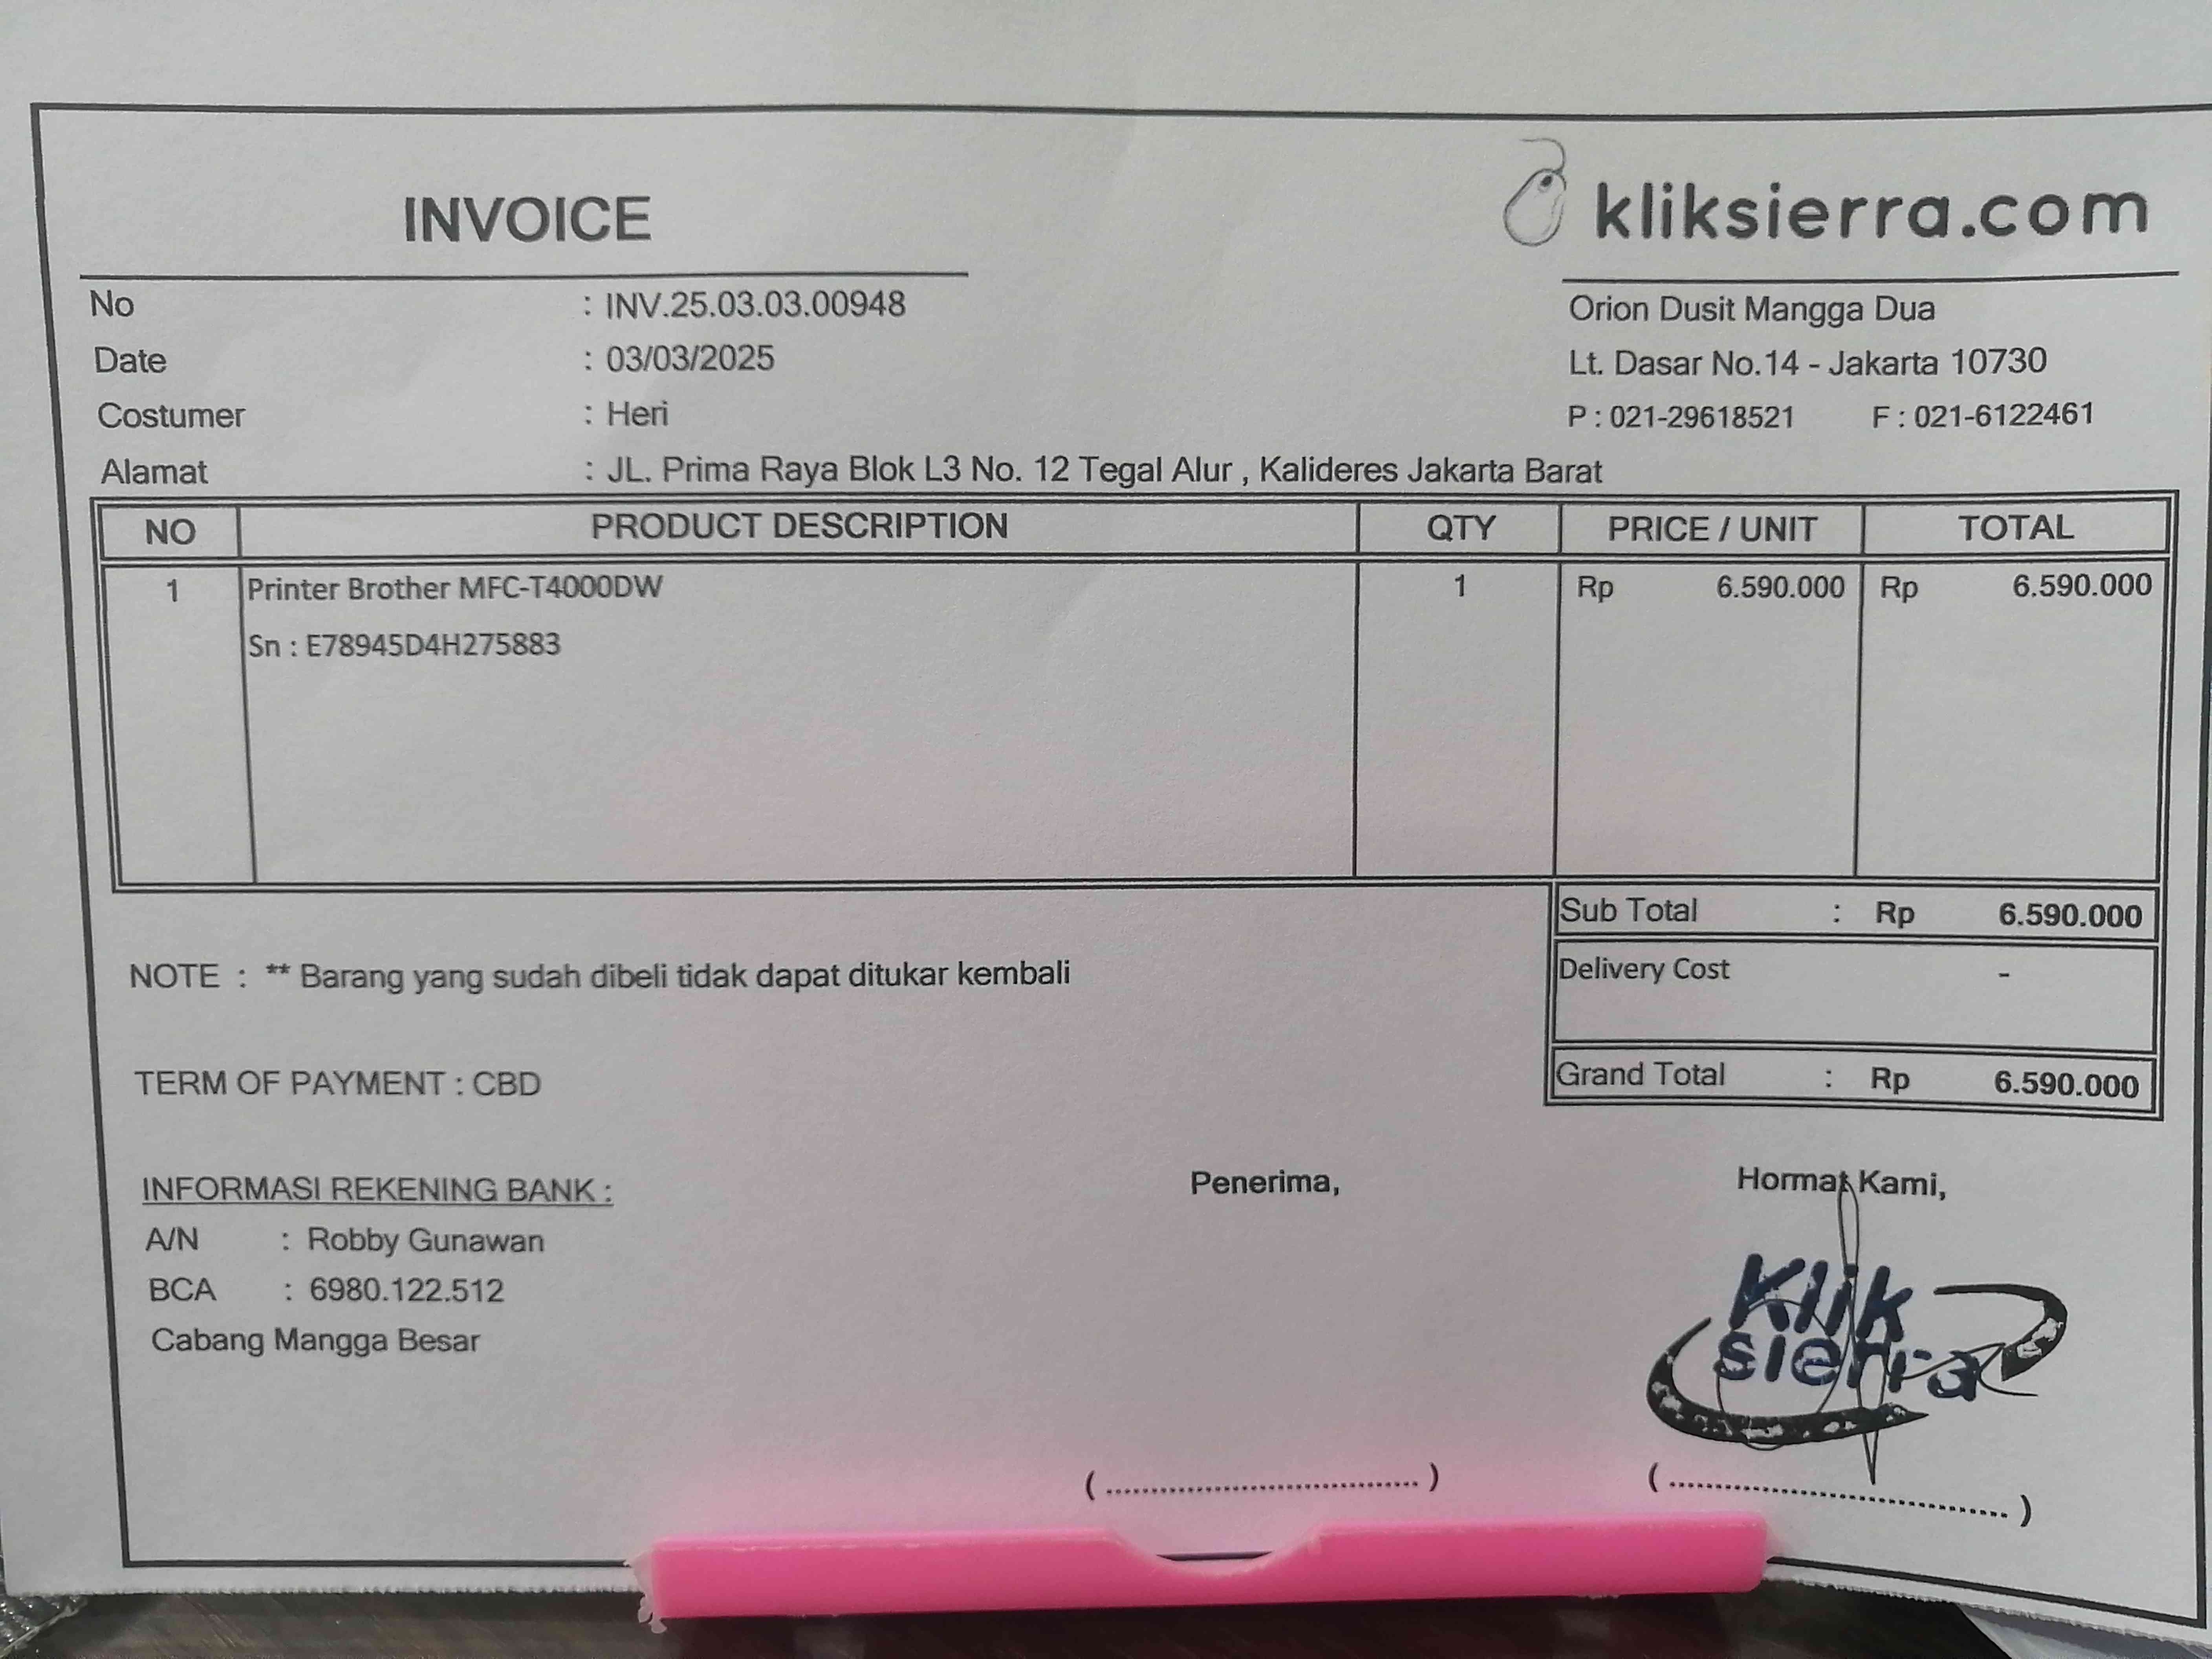 INVOICE
kliksierra.com
No : INV.25.03.03.00948
Date : 03/03/2025
Costumer : Heri
Alamat : JL. Prima Raya Blok L3 No. 12 Tegal Alur , Kalideres Jakarta Barat
Orion Dusit Mangga Dua
Lt. Dasar No.14 - Jakarta 10730
P : 021-29618521 F : 021-6122461
NO PRODUCT DESCRIPTION QTY PRICE / UNIT TOTAL
1 Printer Brother MFC-T4000DW 1 Rp 6.590.000 Rp 6.590.000
Sn : E78945D4H275883
Sub Total : Rp 6.590.000
NOTE : ** Barang yang sudah dibeli tidak dapat ditukar kembali
Delivery Cost -
TERM OF PAYMENT : CBD
Grand Total : Rp 6.590.000
INFORMASI REKENING BANK :
A/N : Robby Gunawan
BCA : 6980.122.512
Cabang Mangga Besar
Penerima,
Hormat Kami,
Klik
sierra
( ................................ )
( ................................ )